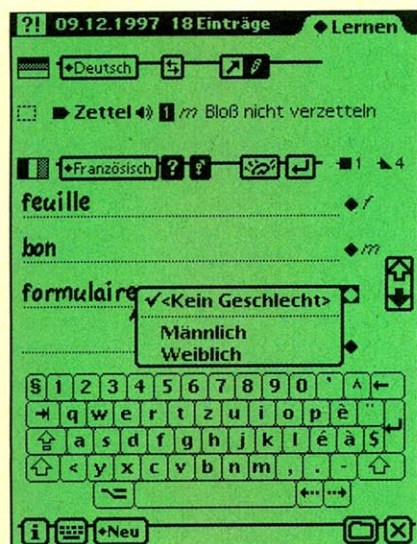 ?! 09.12.1997 18 Einträge ◆Lernen
◆Deutsch
Zettel 1 m Bloß nicht verzetteln
◆Französisch ? ? 1 4
feuille ◆ f
bon ◆ m
formulaire
✓<Kein Geschlecht>
Männlich
Weiblich
§ 1 2 3 4 5 6 7 8 9 0 ' ^ ←
q w e r t z u i o p è ¨
a s d f g h j k l é à $
< y x c v b n m , . -
i ◆Neu